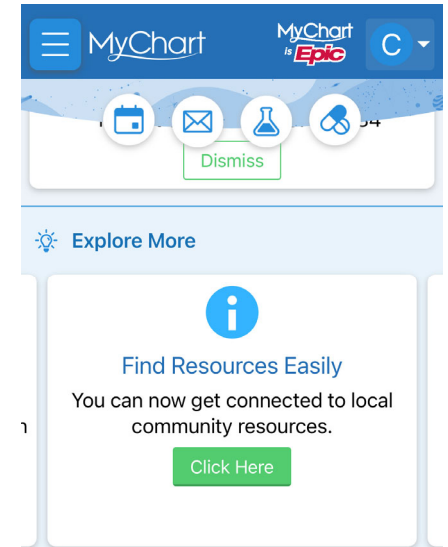 MyChart
MyChart
is Epic
C
Dismiss
Explore More
Find Resources Easily
You can now get connected to local
community resources.
Click Here